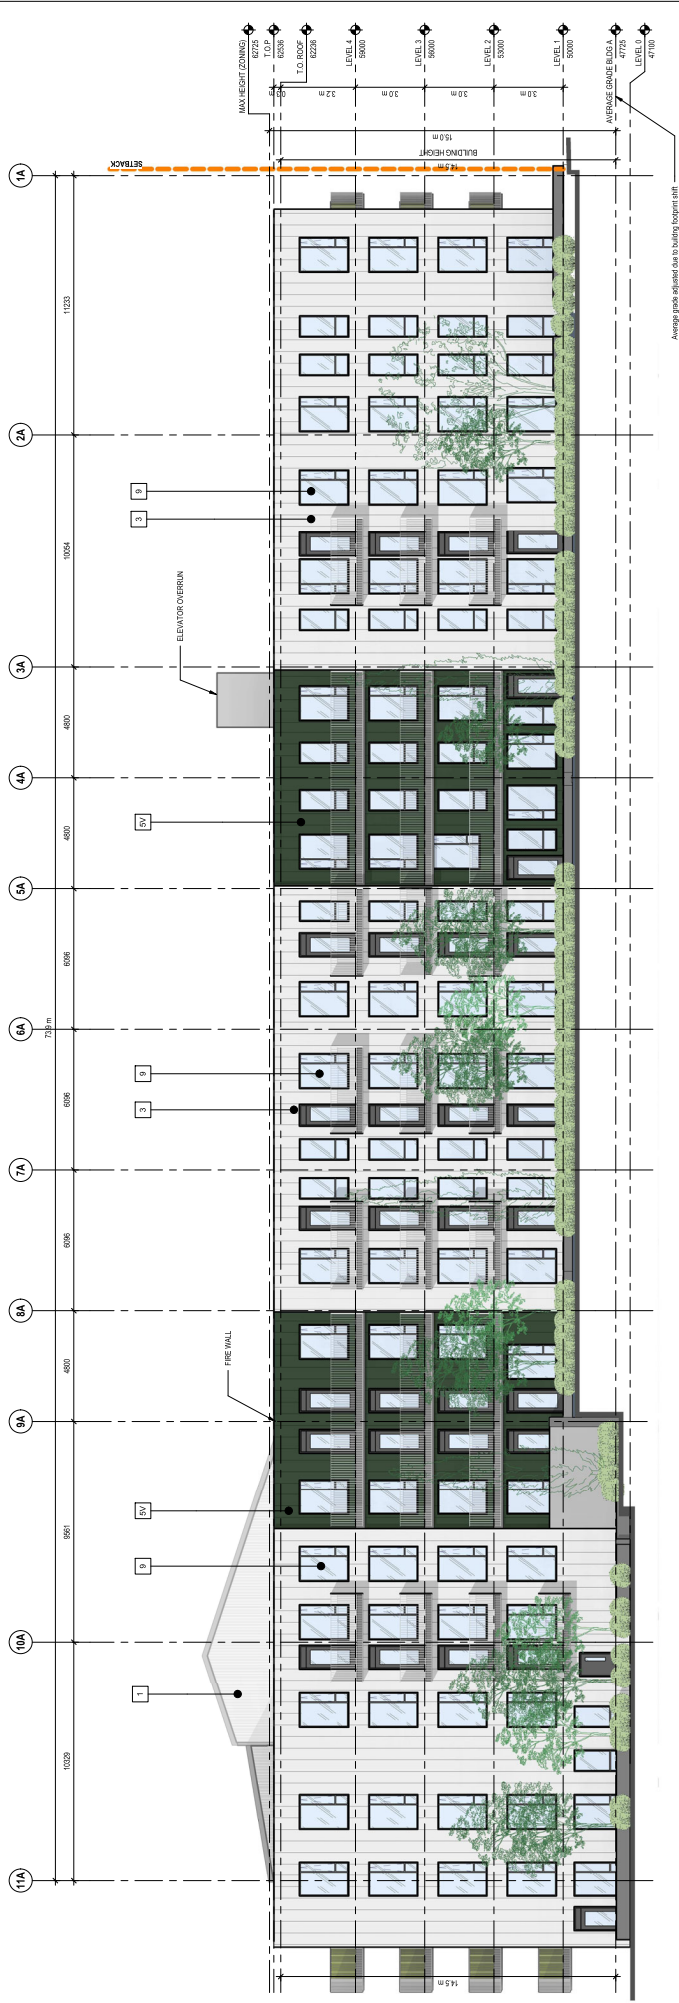 MAX HEIGHT (ZONING)
62725
T.O.P
62536
T.O. ROOF
62236
LEVEL 4
59000
LEVEL 3
56000
LEVEL 2
53000
LEVEL 1
50000
AVERAGE GRADE BLDG A
47725
LEVEL 0
47100
0.3 m
3.2 m
3.0 m
3.0 m
3.0 m
15.0 m
BUILDING HEIGHT
14.5 m
Average grade adjusted due to building footprint shift
SETBACK
1A
11233
2A
10054
3A
4800
4A
4800
5A
6096
6A
73.9 m
6096
7A
6096
8A
4800
9A
9561
10A
10329
11A
9
3
ELEVATOR OVERRUN
5V
9
3
FIRE WALL
5V
9
1
14.5 m